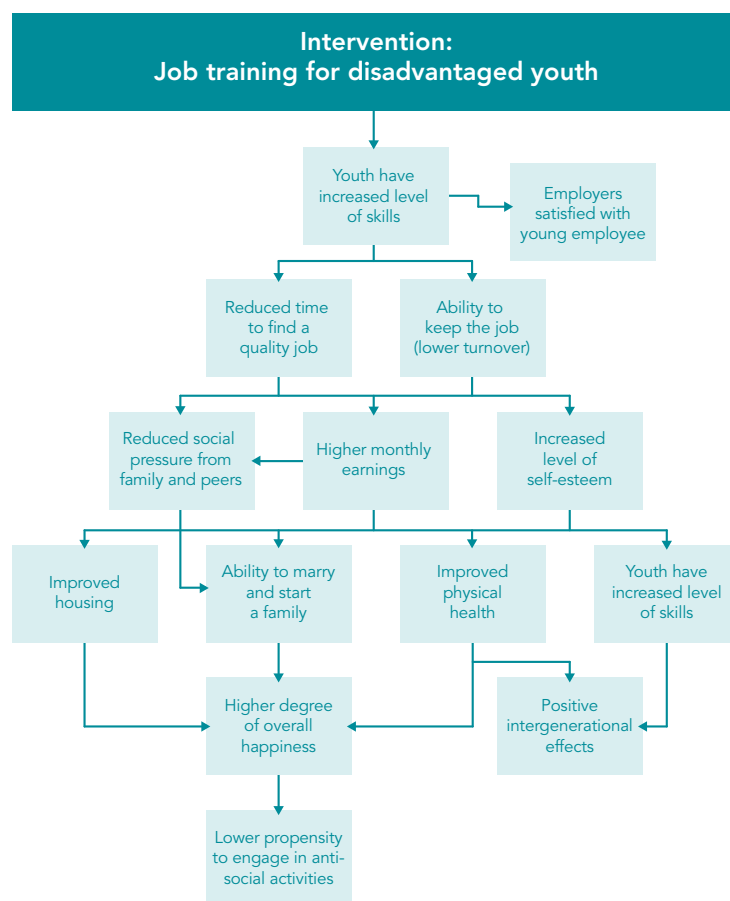 Intervention:
Job training for disadvantaged youth
Youth have
increased level
of skills
Employers
satisfied with
young employee
Reduced time
to find a
quality job
Ability to
keep the job
(lower turnover)
Reduced social
pressure from
family and peers
Higher monthly
earnings
Increased
level of
self-esteem
Improved
housing
Ability to marry
and start
a family
Improved
physical
health
Youth have
increased level
of skills
Higher degree
of overall
happiness
Positive
intergenerational
effects
Lower propensity
to engage in anti-
social activities